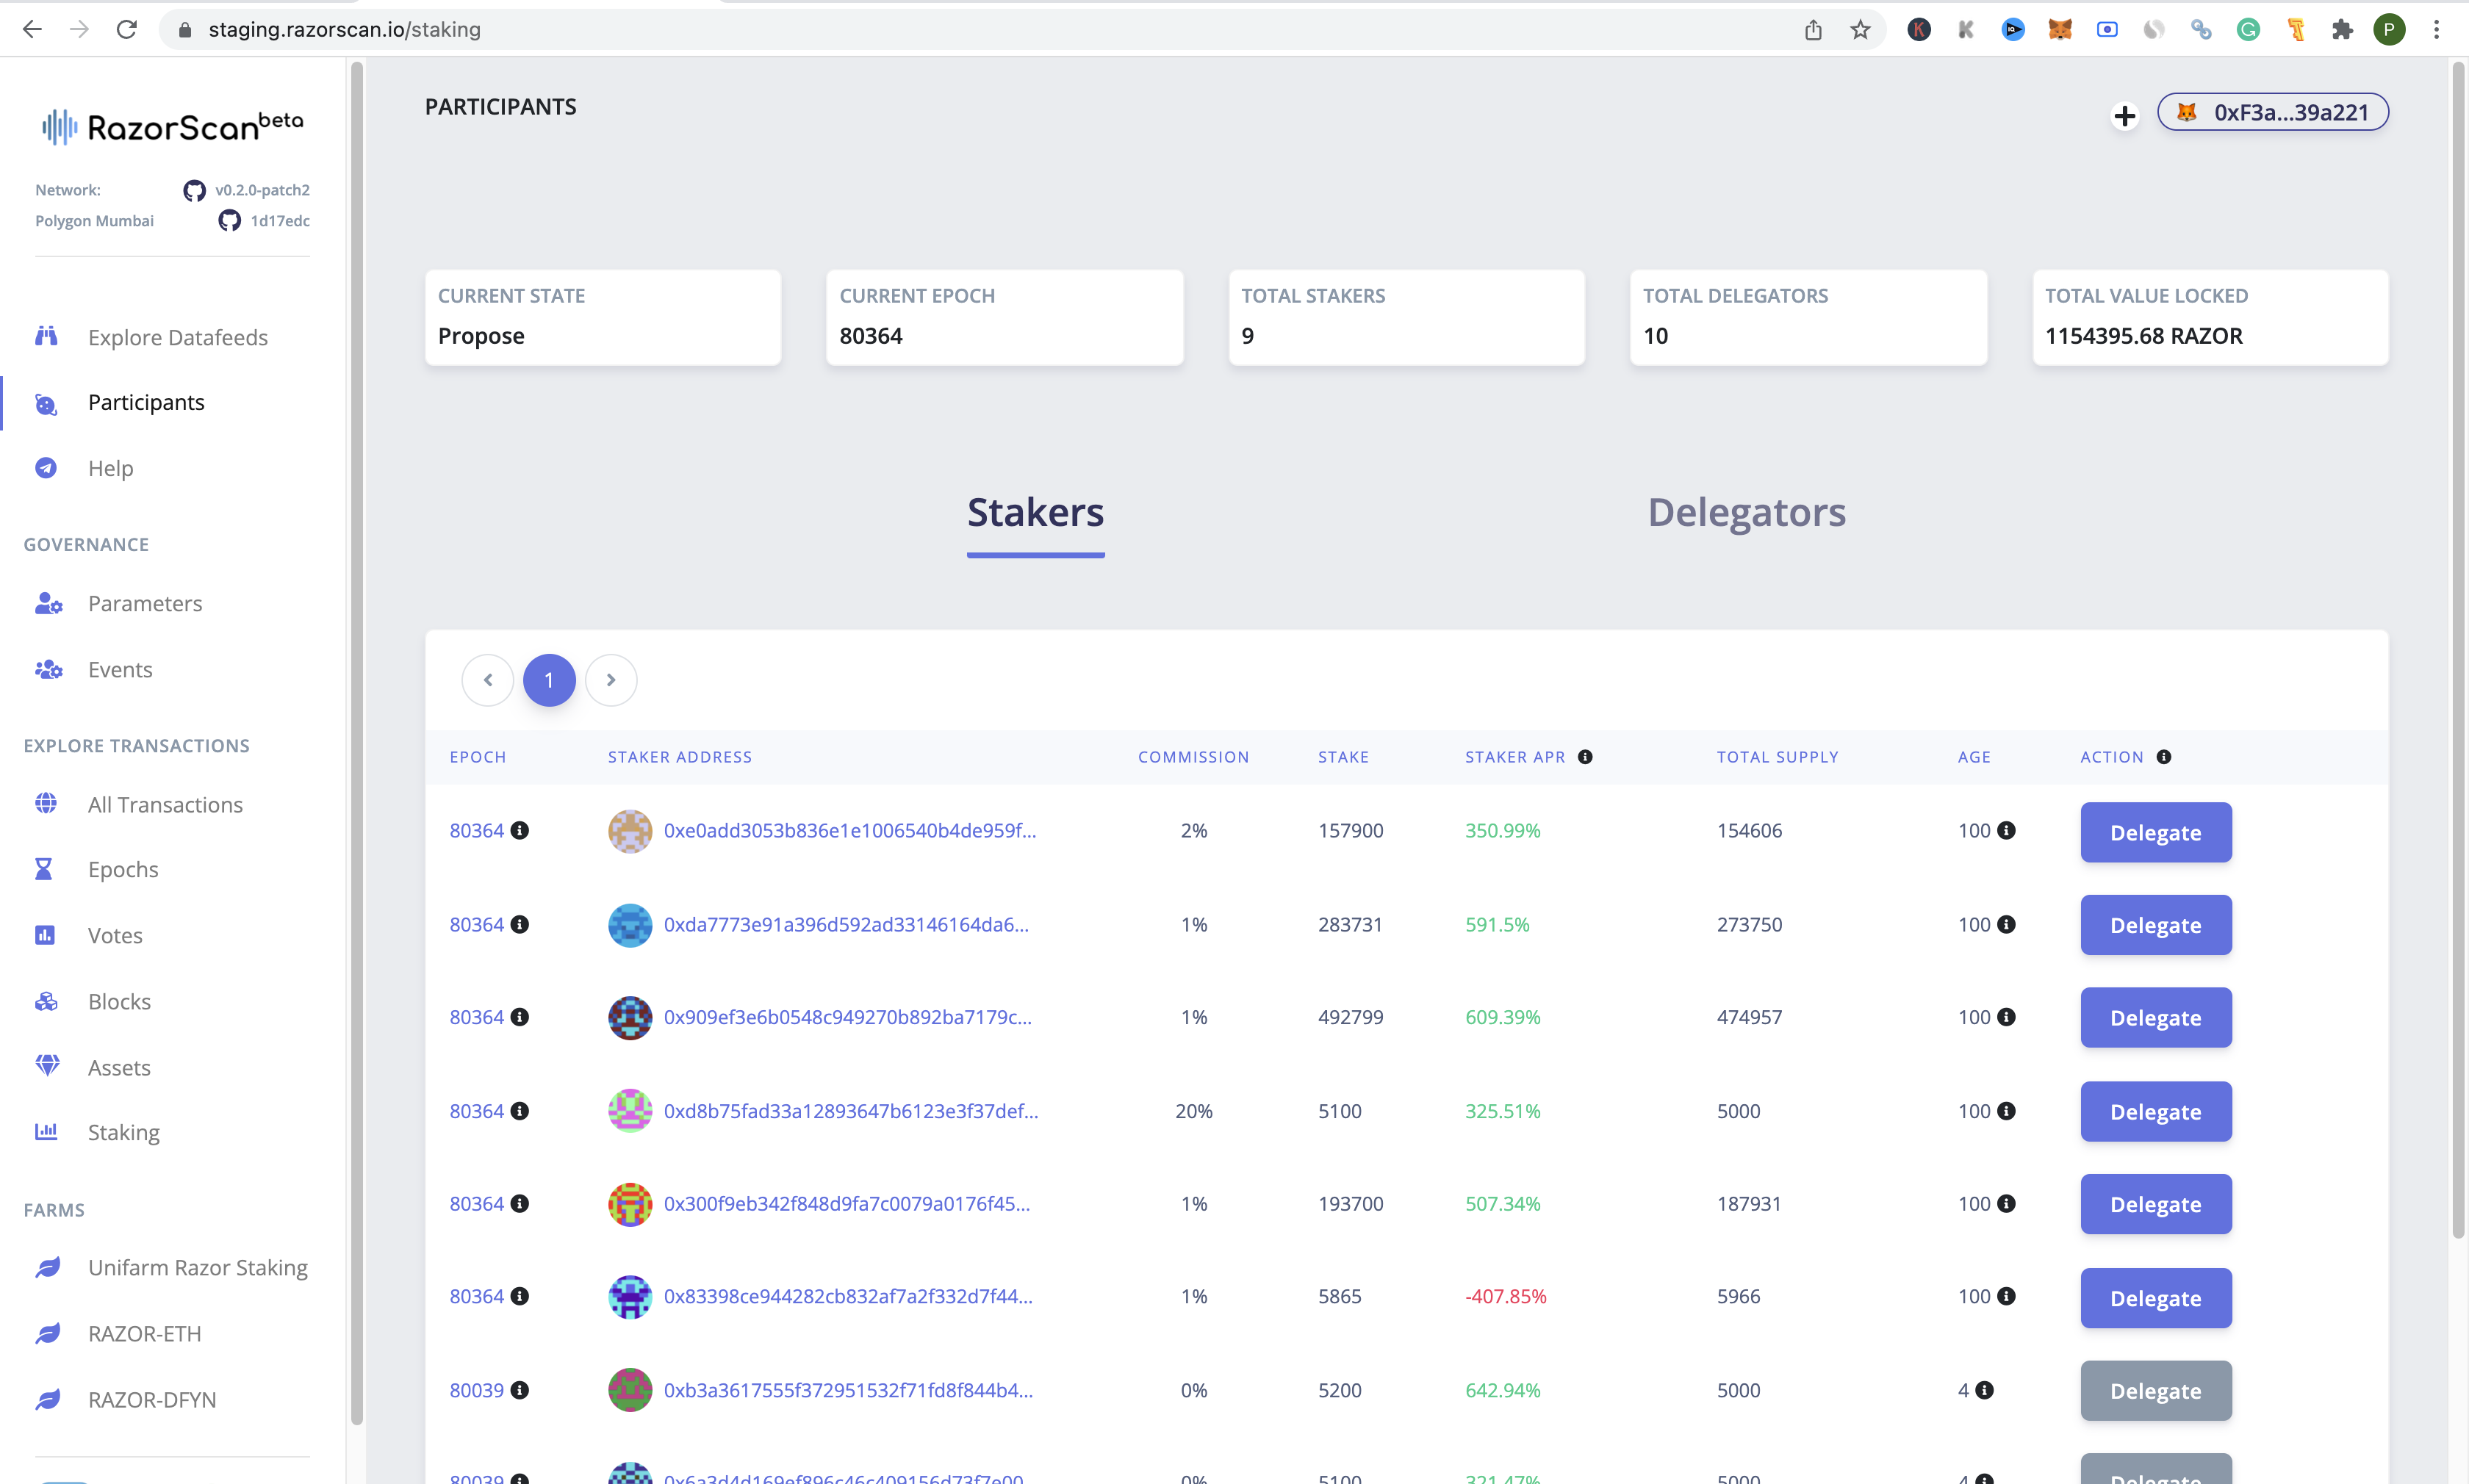 staging.razorscan.io/staking
P
RazorScan beta
Network: v0.2.0-patch2
Polygon Mumbai 1d17edc
Explore Datafeeds
Participants
Help
GOVERNANCE
Parameters
Events
EXPLORE TRANSACTIONS
All Transactions
Epochs
Votes
Blocks
Assets
Staking
FARMS
Unifarm Razor Staking
RAZOR-ETH
RAZOR-DFYN
PARTICIPANTS
0xF3a...39a221
CURRENT STATE
Propose
CURRENT EPOCH
80364
TOTAL STAKERS
9
TOTAL DELEGATORS
10
TOTAL VALUE LOCKED
1154395.68 RAZOR
Stakers Delegators
1
EPOCH STAKER ADDRESS COMMISSION STAKE STAKER APR TOTAL SUPPLY AGE ACTION
80364 0xe0add3053b836e1e1006540b4de959f... 2% 157900 350.99% 154606 100 Delegate
80364 0xda7773e91a396d592ad33146164da6... 1% 283731 591.5% 273750 100 Delegate
80364 0x909ef3e6b0548c949270b892ba7179c... 1% 492799 609.39% 474957 100 Delegate
80364 0xd8b75fad33a12893647b6123e3f37def... 20% 5100 325.51% 5000 100 Delegate
80364 0x300f9eb342f848d9fa7c0079a0176f45... 1% 193700 507.34% 187931 100 Delegate
80364 0x83398ce944282cb832af7a2f332d7f44... 1% 5865 -407.85% 5966 100 Delegate
80039 0xb3a3617555f372951532f71fd8f844b4... 0% 5200 642.94% 5000 4 Delegate
80039 0% 5100 321.47% 5000 4 Delegate